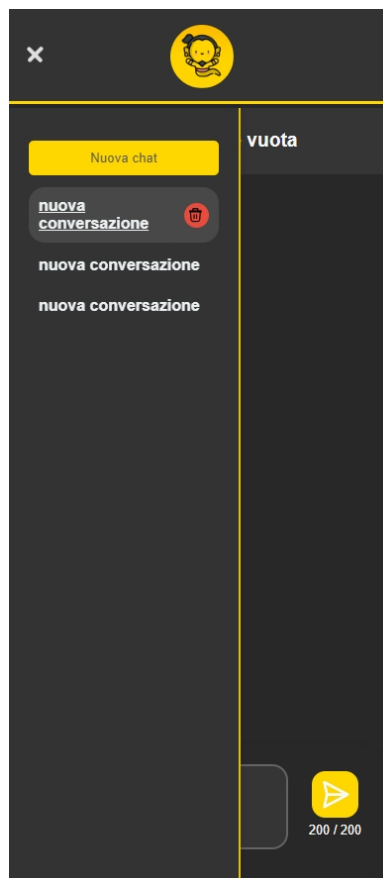 vuota
Nuova chat
nuova
conversazione
nuova conversazione
nuova conversazione
200 / 200